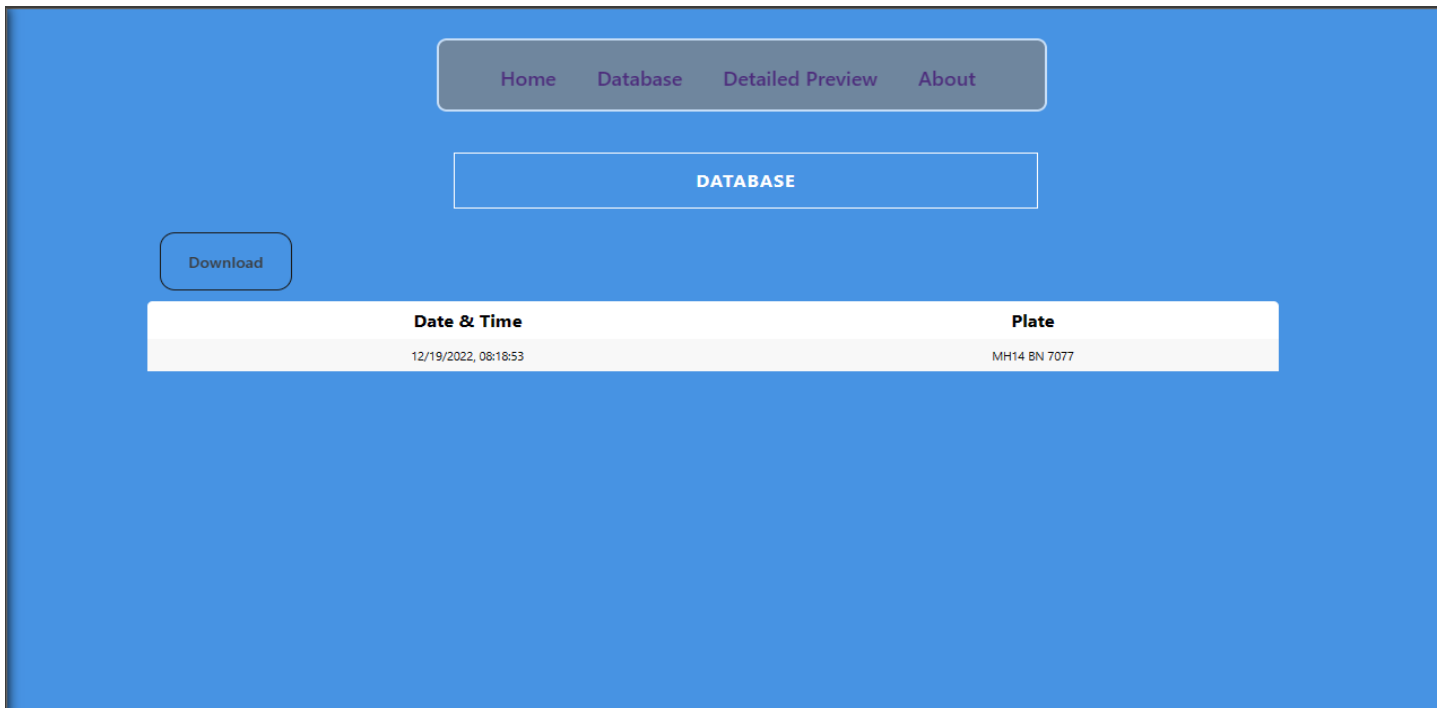 Home Database Detailed Preview About
DATABASE
Download
Date & Time Plate
12/19/2022, 08:18:53 MH14 BN 7077